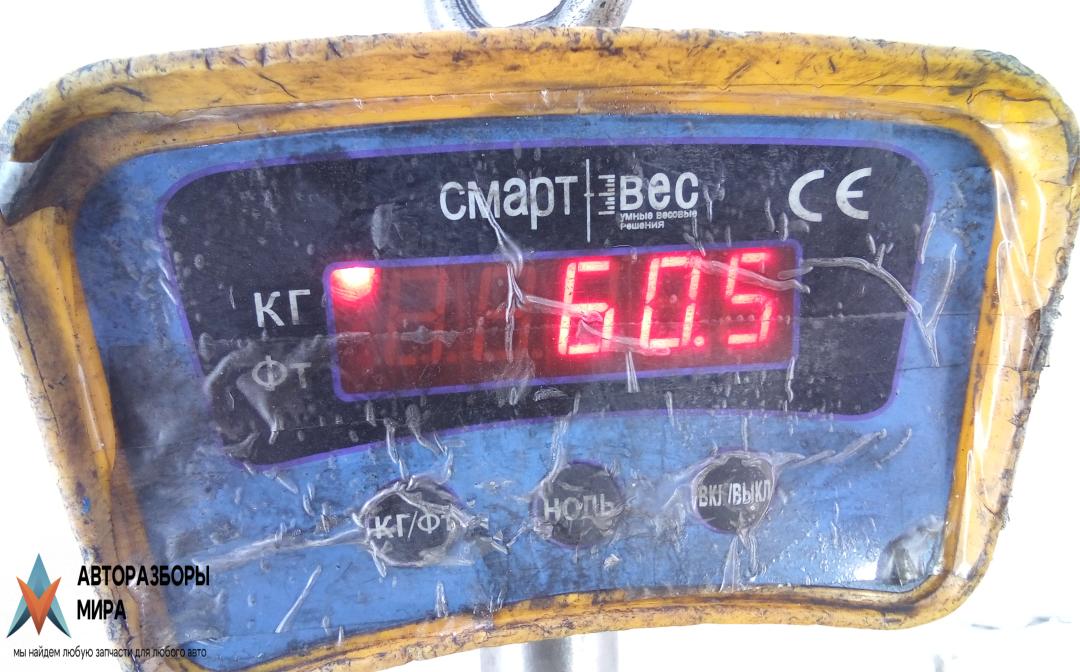 смарт вес
умные весовые
решения
CE
КГ
60.5
ФТ
КГ/ФТ
НОЛЬ
ВКЛ/ВЫКЛ
АВТОРАЗБОРЫ
МИРА
мы найдем любую запчасти для любого авто